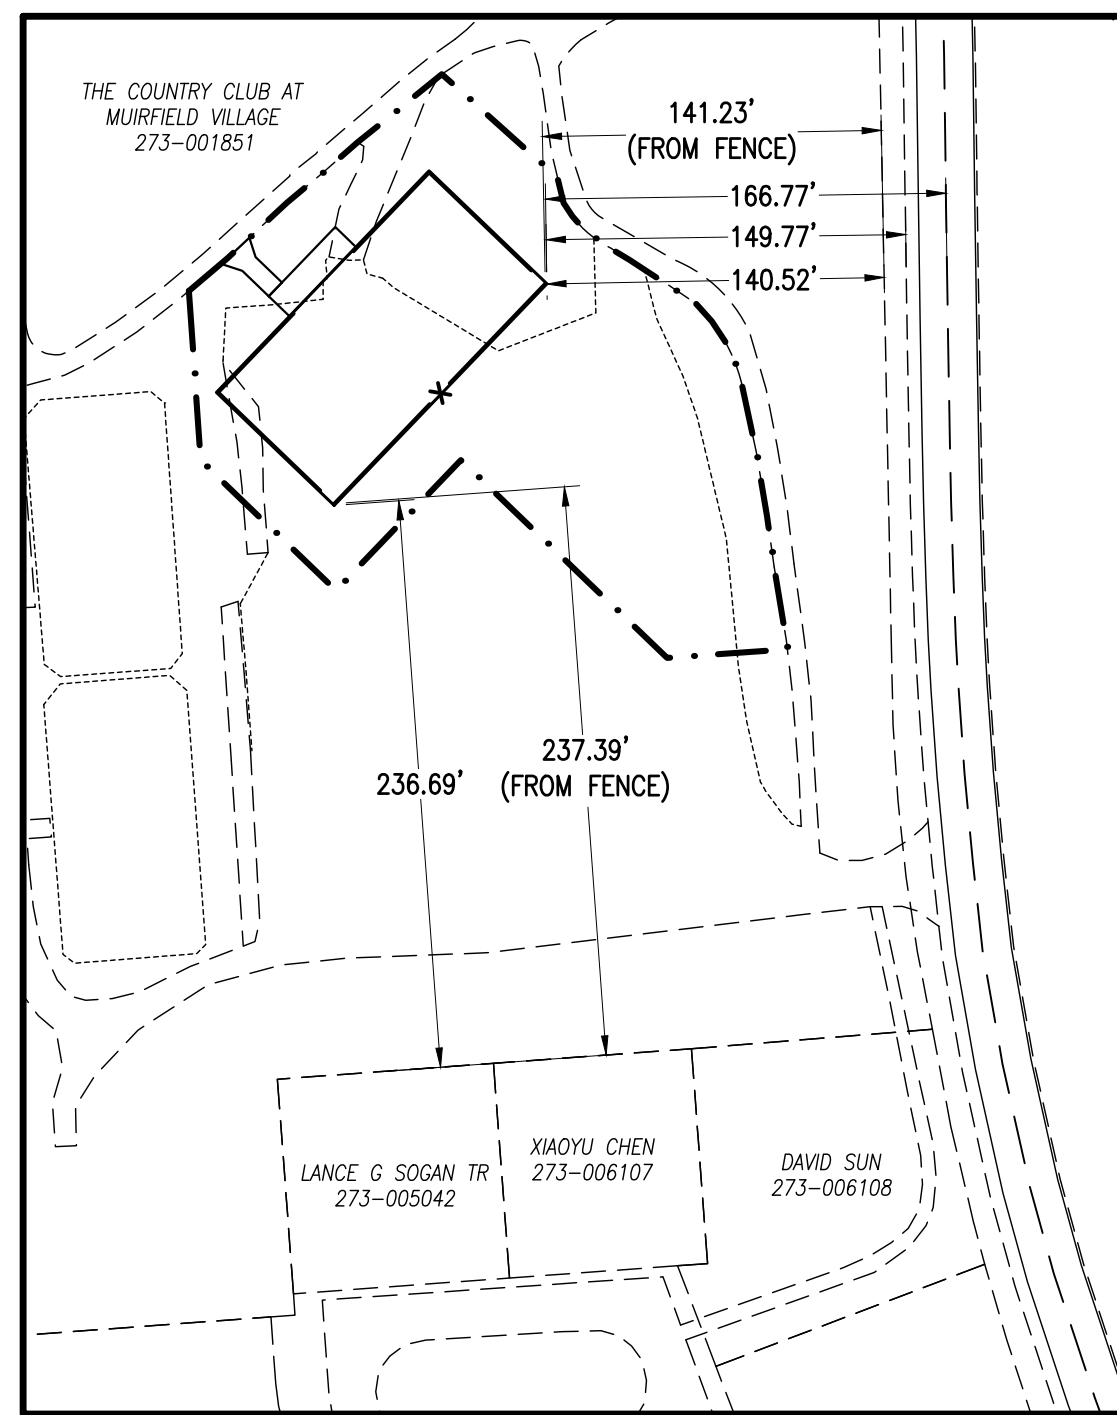 THE COUNTRY CLUB AT
MUIRFIELD VILLAGE
273-001851
141.23'
(FROM FENCE)
166.77'
149.77'
140.52'
236.69'
237.39'
(FROM FENCE)
LANCE G SOGAN TR
273-005042
XIAOYU CHEN
273-006107
DAVID SUN
273-006108